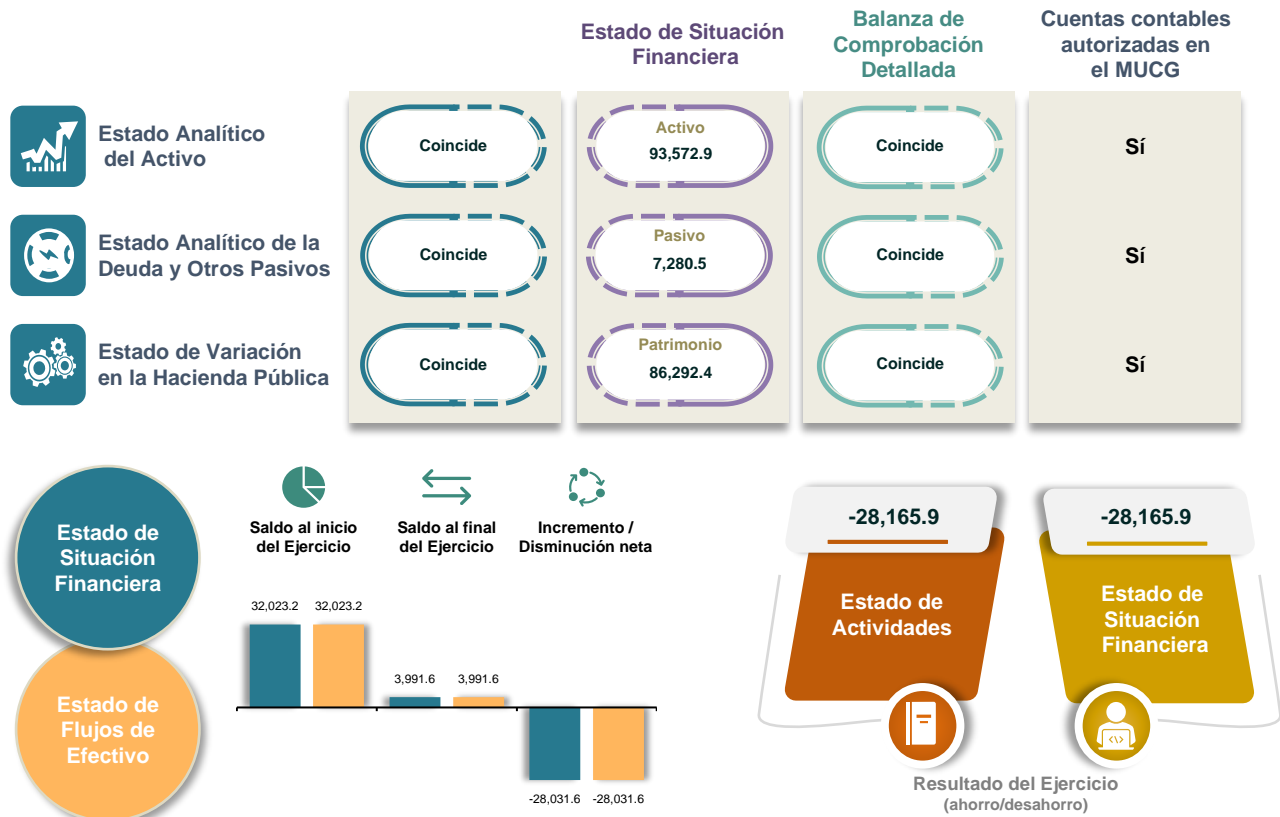 Estado de Situación
Financiera
Balanza de
Comprobación
Detallada
Cuentas contables
autorizadas en
el MUCG
Estado Analítico
del Activo
Coincide
Activo
93,572.9
Coincide
Sí
Estado Analítico de la
Deuda y Otros Pasivos
Coincide
Pasivo
7,280.5
Coincide
Sí
Estado de Variación
en la Hacienda Pública
Coincide
Patrimonio
86,292.4
Coincide
Sí
Estado de
Situación
Financiera
Estado de
Flujos de
Efectivo
Saldo al inicio
del Ejercicio
Saldo al final
del Ejercicio
Incremento /
Disminución neta
32,023.2
32,023.2
3,991.6
3,991.6
-28,031.6
-28,031.6
-28,165.9
Estado de
Actividades
-28,165.9
Estado de
Situación
Financiera
Resultado del Ejercicio
(ahorro/desahorro)